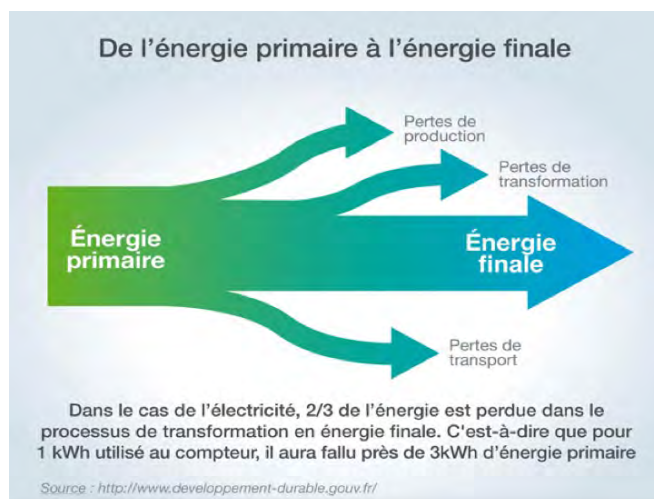 De l’énergie primaire à l’énergie finale
Pertes de
production
Pertes de
transformation
Énergie
primaire
Énergie
finale
Pertes de
transport
Dans le cas de l’électricité, 2/3 de l’énergie est perdue dans le
processus de transformation en énergie finale. C'est-à-dire que pour
1 kWh utilisé au compteur, il aura fallu près de 3kWh d’énergie primaire
Source : http://www.developpement-durable.gouv.fr/